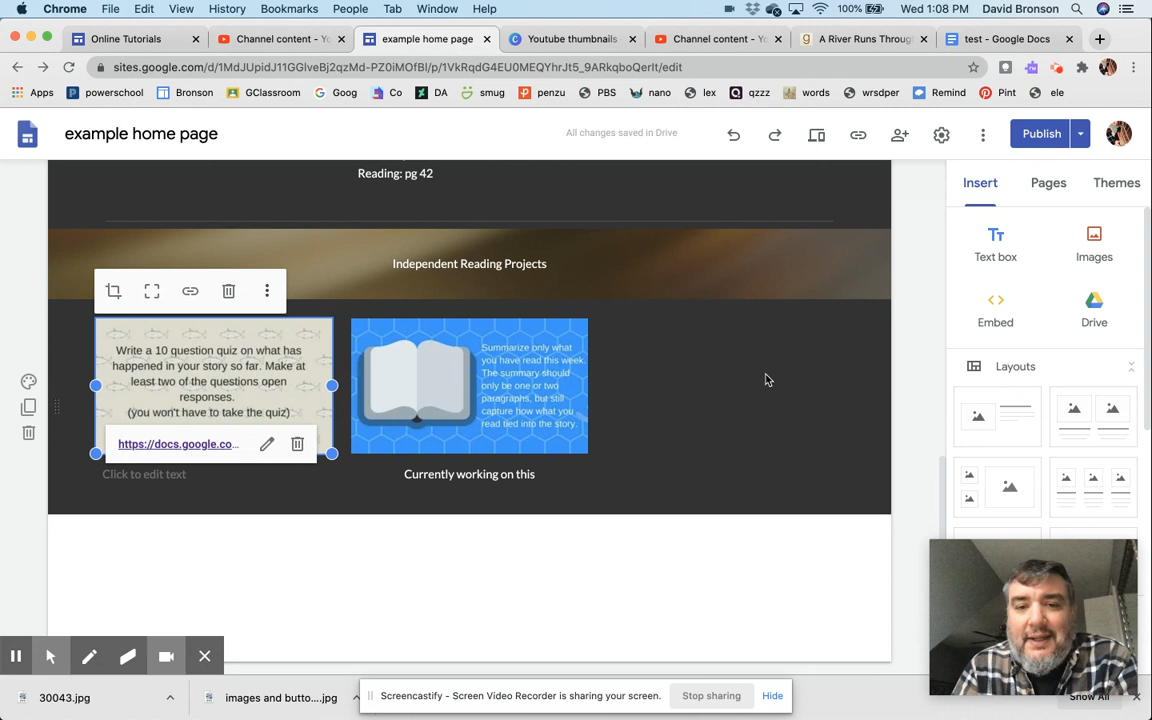 Chrome File Edit View History Bookmarks People Tab Window Help 100% Wed 1:08 PM David Bronson
Online Tutorials Channel content - Yo example home page Youtube thumbnails Channel content - Yo A River Runs Throug test - Google Docs
sites.google.com/d/1MdJUpidJ11GGlveBj2qzMd-PZ0iMOfBl/p/1VkRqdG4EU0MEQYhrJt5_9ARkqboQerIt/edit
Apps powerschool Bronson GClassroom Goog Co DA smug penzu PBS nano lex qzzz words wrsdper Remind Pint ele
example home page All changes saved in Drive Publish
Reading: pg 42
Insert Pages Themes
Text box Images
Independent Reading Projects
Embed Drive
Layouts
Write a 10 question quiz on what has
happened in your story so far. Make at
least two of the questions open
responses.
(you won't have to take the quiz)
https://docs.google.co...
Click to edit text
Summarize only what
you have read this week.
The summary should
only be one or two
paragraphs, but still
capture how what you
read tied into the story.
Currently working on this
30043.jpg images and butto....jpg Screencastify - Screen Video Recorder is sharing your screen. Stop sharing Hide Show All